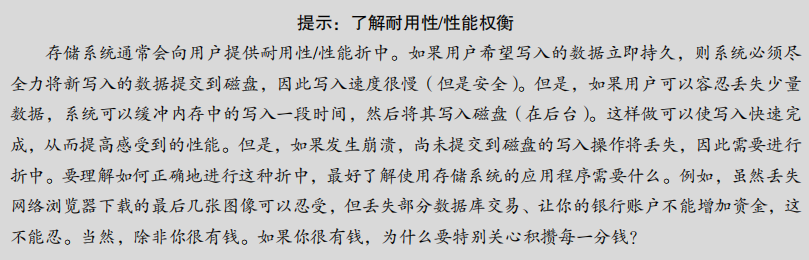 提示：了解耐用性/性能权衡
存储系统通常会向用户提供耐用性/性能折中。如果用户希望写入的数据立即持久，则系统必须尽
全力将新写入的数据提交到磁盘，因此写入速度很慢（但是安全）。但是，如果用户可以容忍丢失少量
数据，系统可以缓冲内存中的写入一段时间，然后将其写入磁盘（在后台）。这样做可以使写入快速完
成，从而提高感受到的性能。但是，如果发生崩溃，尚未提交到磁盘的写入操作将丢失，因此需要进行
折中。要理解如何正确地进行这种折中，最好了解使用存储系统的应用程序需要什么。例如，虽然丢失
网络浏览器下载的最后几张图像可以忍受，但丢失部分数据库交易、让你的银行账户不能增加资金，这
不能忍。当然，除非你很有钱。如果你很有钱，为什么要特别关心积攒每一分钱？